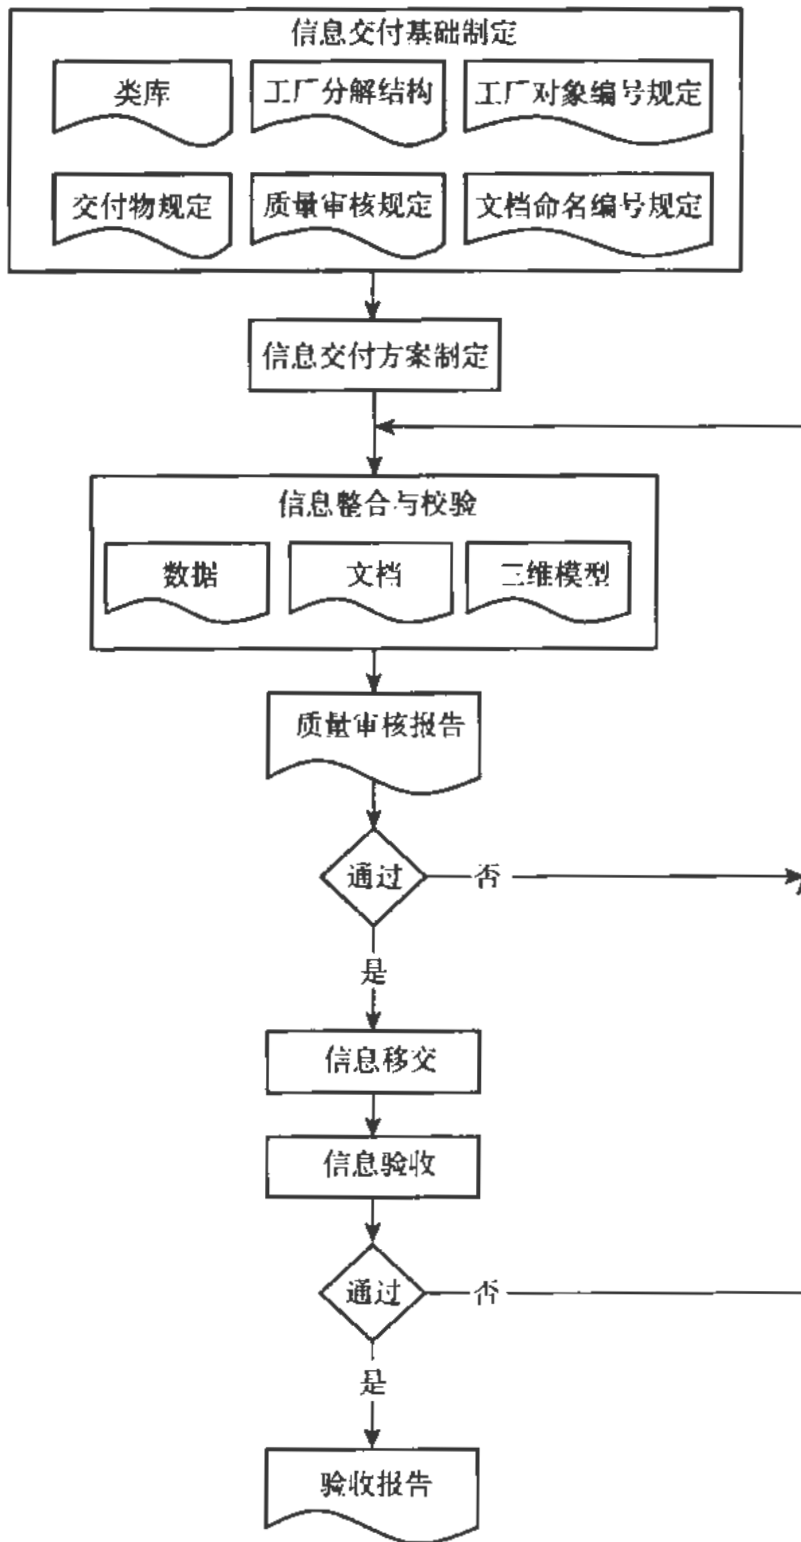 信息交付基础制定
类库
工厂分解结构
工厂对象编号规定
交付物规定
质量审核规定
文档命名编号规定
信息交付方案制定
信息整合与校验
数据
文档
三维模型
质量审核报告
通过
否
是
信息移交
信息验收
通过
否
是
验收报告